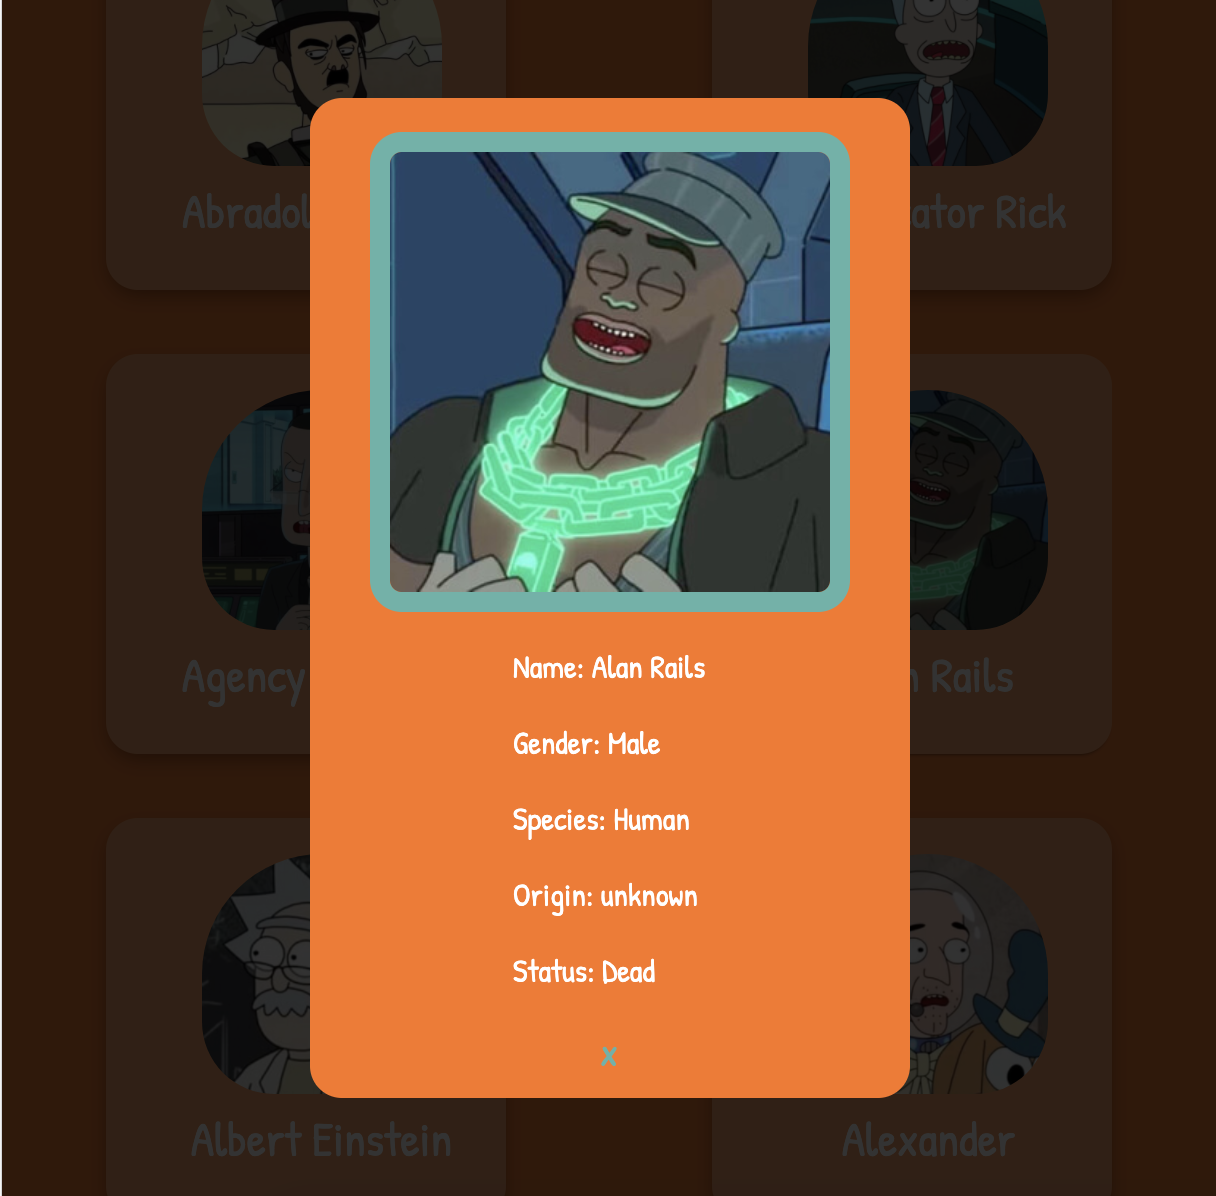 Abradol
ator Rick
Name: Alan Rails
Agency
n Rails
Gender: Male
Species: Human
Origin: unknown
Status: Dead
x
Albert Einstein
Alexander